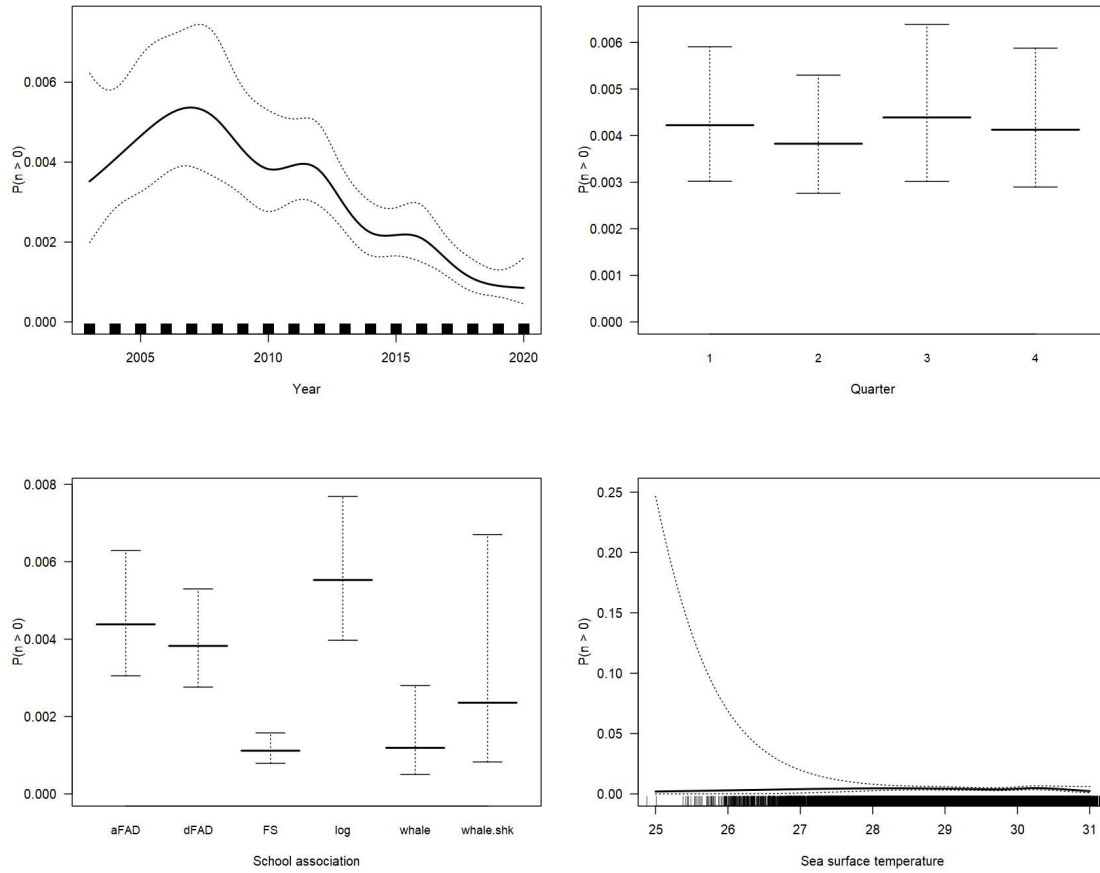 P(n > 0)
0.006
0.004
0.002
0.000
2005 2010 2015 2020
Year
P(n > 0)
0.006
0.005
0.004
0.003
0.002
0.001
0.000
1 2 3 4
Quarter
P(n > 0)
0.008
0.006
0.004
0.002
0.000
aFAD dFAD FS log whale whale.shk
School association
P(n > 0)
0.25
0.20
0.15
0.10
0.05
0.00
25 26 27 28 29 30 31
Sea surface temperature